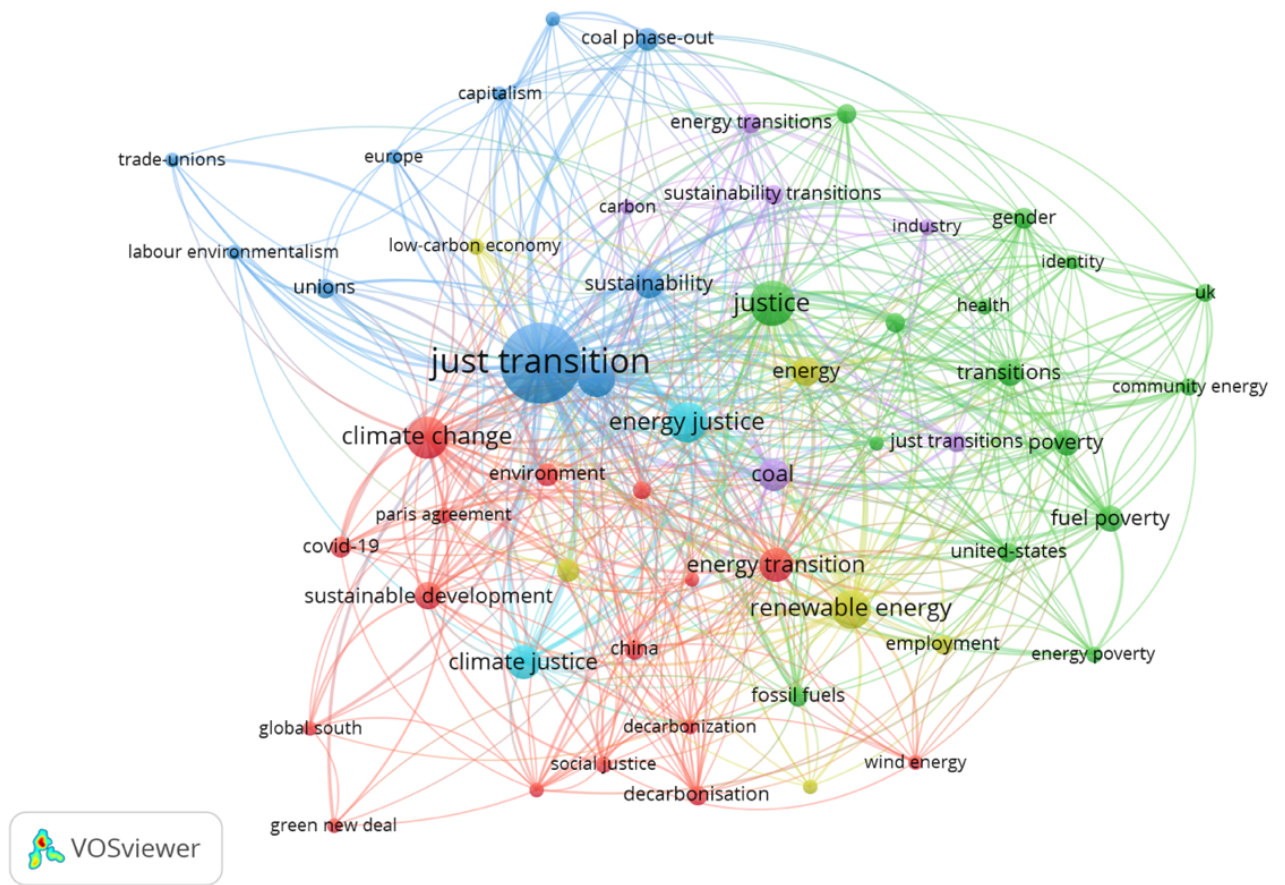 coal phase-out
capitalism
energy transitions
trade-unions
europe
sustainability transitions
carbon
gender
industry
labour environmentalism
low-carbon economy
identity
unions
sustainability
uk
justice
health
just transition
energy
transitions
community energy
energy justice
climate change
just transitions
poverty
environment
coal
paris agreement
fuel poverty
covid-19
united-states
energy transition
sustainable development
renewable energy
employment
china
energy poverty
climate justice
fossil fuels
global south
decarbonization
social justice
wind energy
decarbonisation
green new deal
VOSviewer